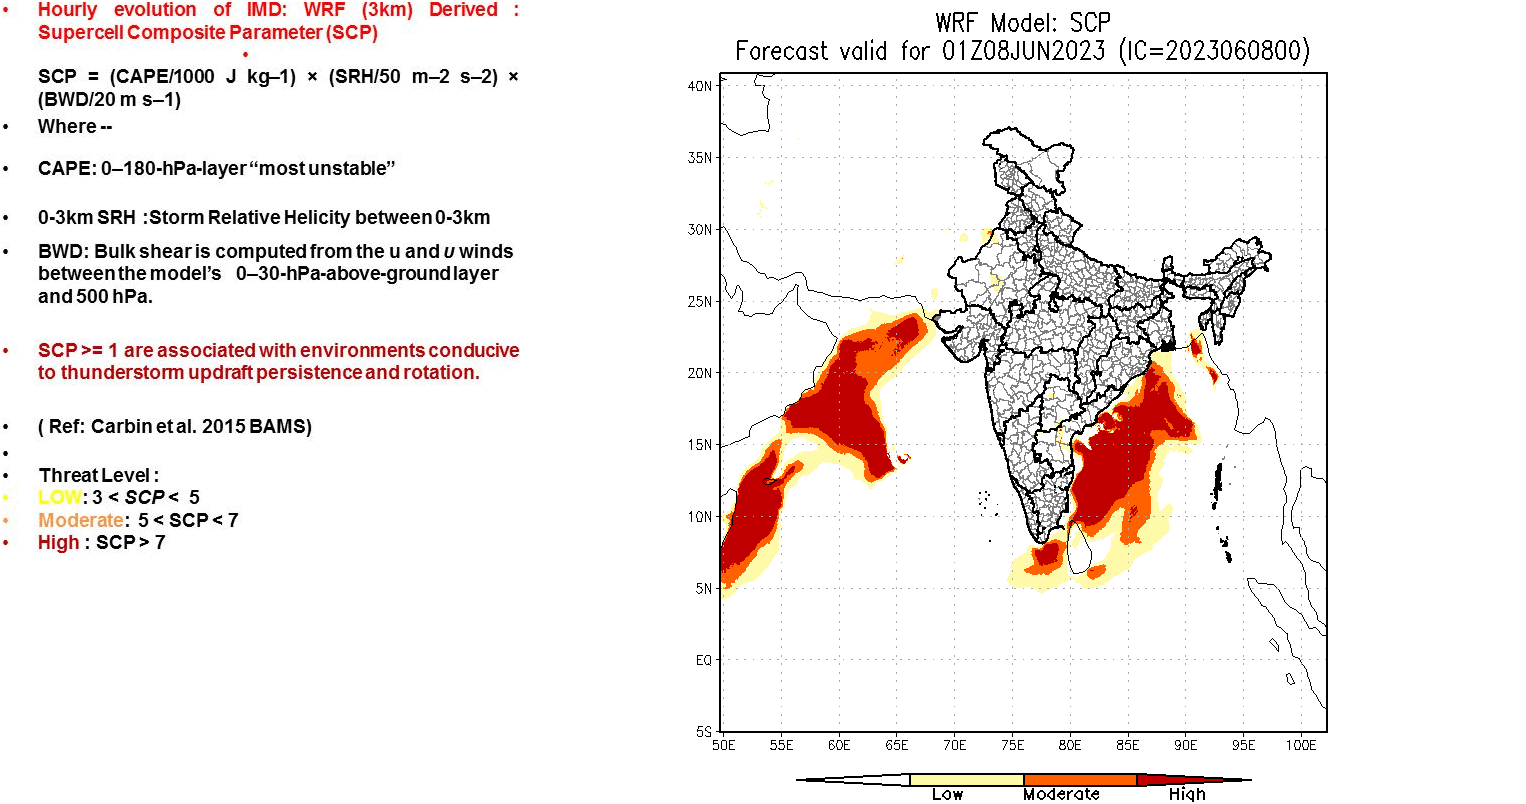 • Hourly evolution of IMD: WRF (3km) Derived :
Supercell Composite Parameter (SCP)
•
SCP = (CAPE/1000 J kg–1) × (SRH/50 m–2 s–2) ×
(BWD/20 m s–1)
• Where --
• CAPE: 0–180-hPa-layer “most unstable”
• 0-3km SRH :Storm Relative Helicity between 0-3km
• BWD: Bulk shear is computed from the u and υ winds
between the model’s 0–30-hPa-above-ground layer
and 500 hPa.
• SCP >= 1 are associated with environments conducive
to thunderstorm updraft persistence and rotation.
• ( Ref: Carbin et al. 2015 BAMS)
•
• Threat Level :
• LOW: 3 < SCP < 5
• Moderate: 5 < SCP < 7
• High : SCP > 7
WRF Model: SCP
Forecast valid for 01Z08JUN2023 (IC=2023060800)
40N
35N
30N
25N
20N
15N
10N
5N
EQ
5S
50E 55E 60E 65E 70E 75E 80E 85E 90E 95E 100E
Low Moderate High